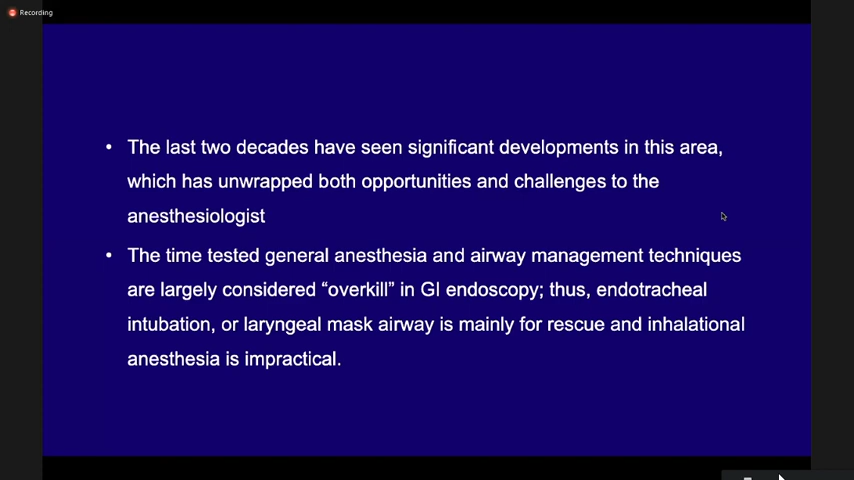 Recording
• The last two decades have seen significant developments in this area,
which has unwrapped both opportunities and challenges to the
anesthesiologist
• The time tested general anesthesia and airway management techniques
are largely considered “overkill” in GI endoscopy; thus, endotracheal
intubation, or laryngeal mask airway is mainly for rescue and inhalational
anesthesia is impractical.